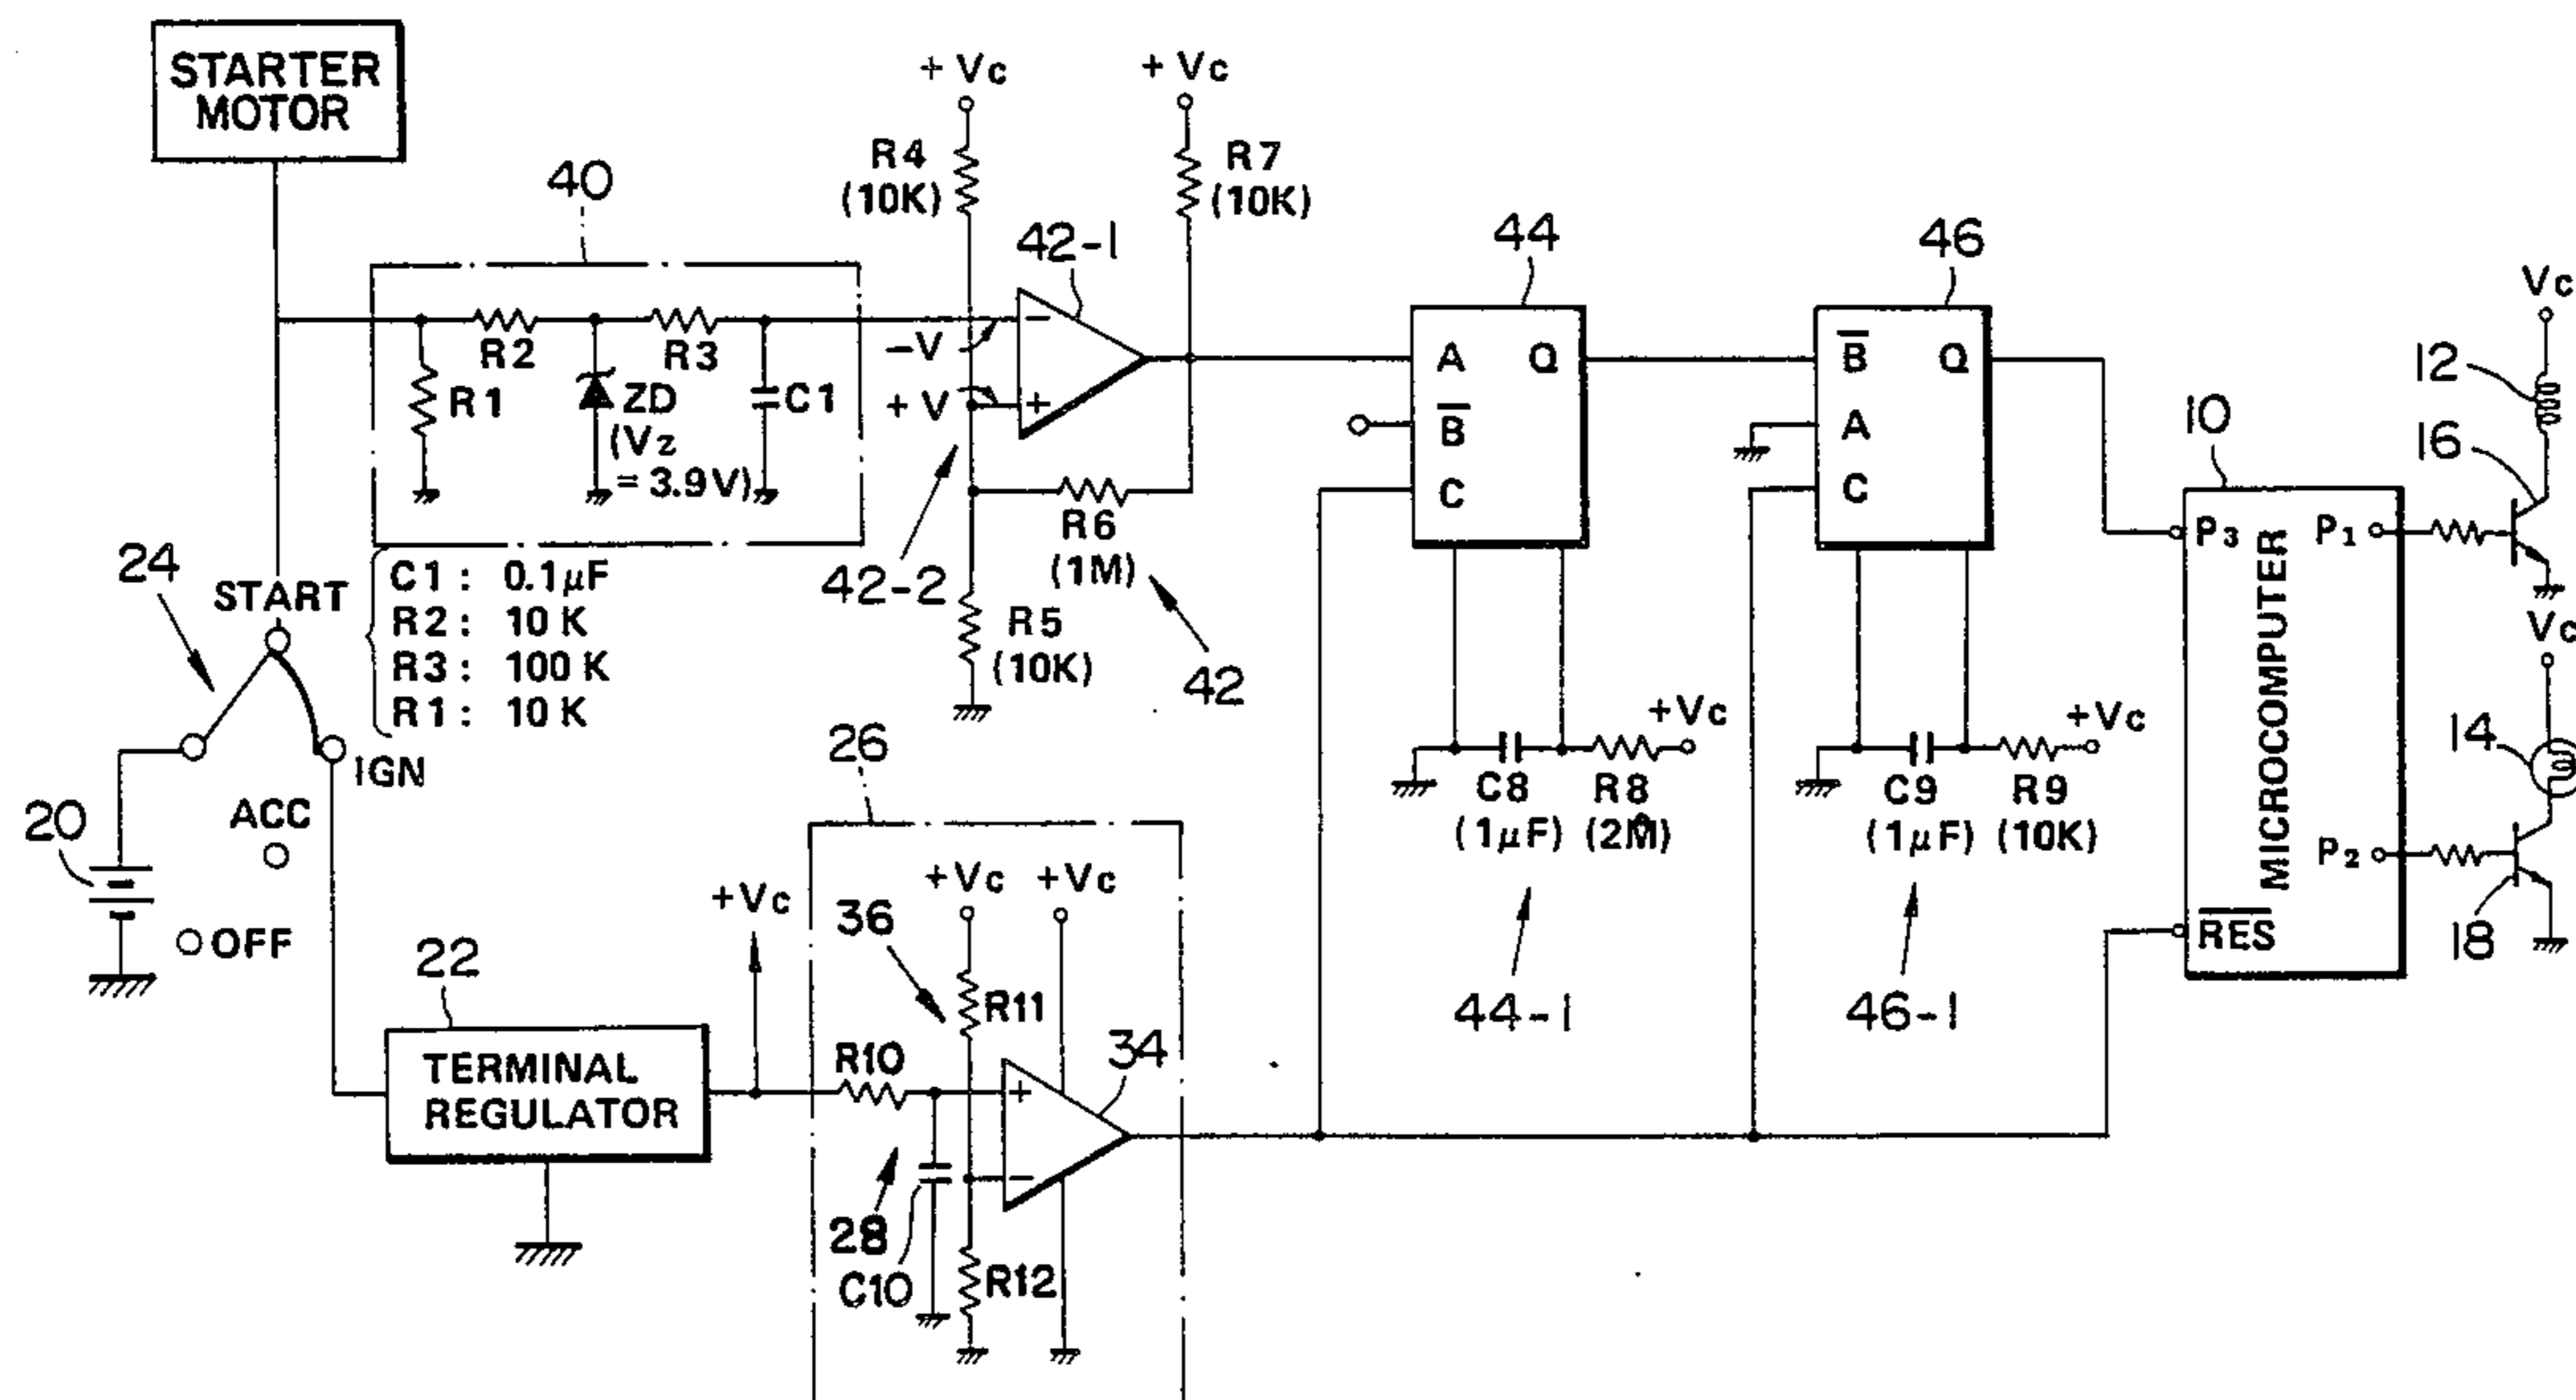 STARTER
MOTOR
40
+ Vc
+ Vc
R4
(10K)
R7
(10K)
42-1
44
46
Vc
R2
R3
R1
ZD
(Vz
= 3.9V)
C1
-V
+ V
−
+
A
Q
B̅
C
B̅
Q
A
C
12
10
16
P3
P1
R6
(1M)
42-2
42
R5
(10K)
24
START
C1 : 0.1µF
R2 : 10 K
R3 : 100 K
R1 : 10 K
IGN
ACC
20
OFF
26
+Vc
C8
(1µF)
R8
(2M)
+Vc
C9
(1µF)
R9
(10K)
44-1
46-1
MICROCOMPUTER
Vc
14
P2
R̅E̅S̅
18
22
TERMINAL
REGULATOR
+Vc
36
+Vc
+Vc
R11
R10
+
−
34
28
C10
R12